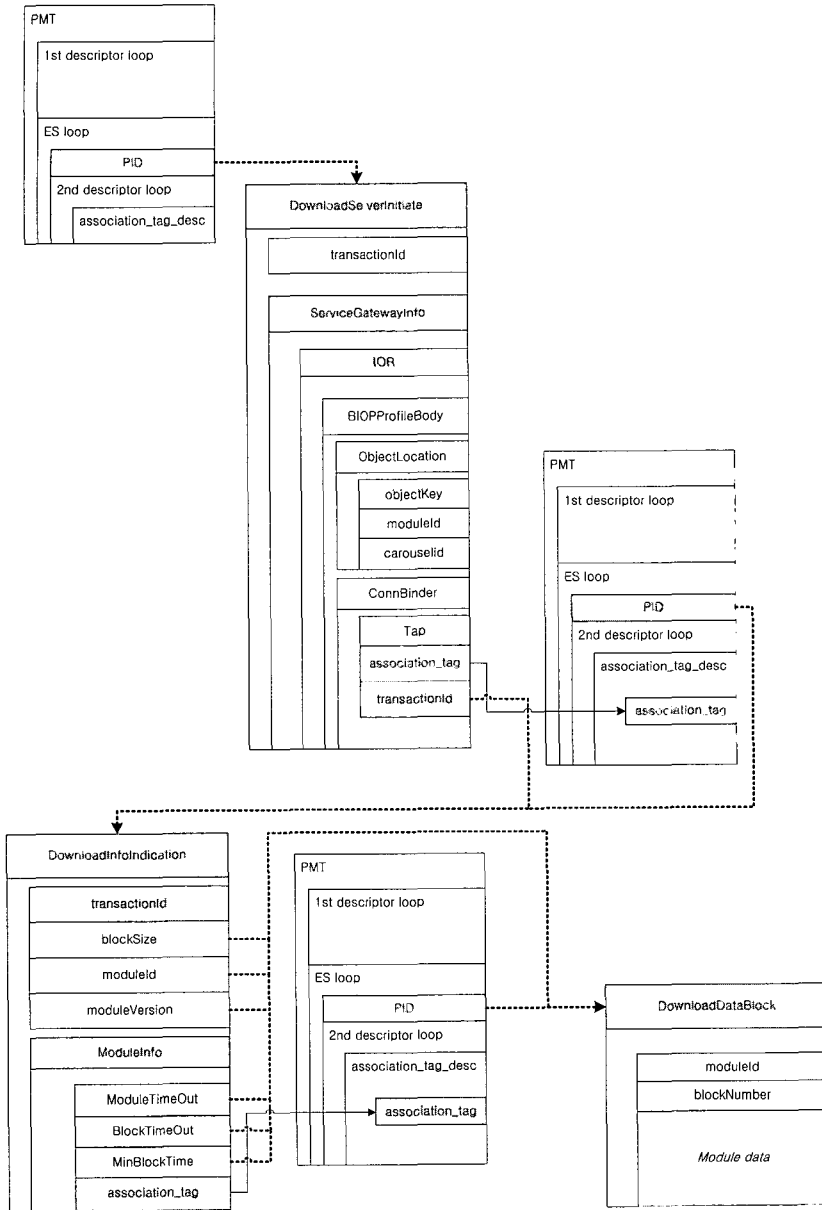 PMT
1st descriptor loop
ES loop
PID
2nd descriptor loop
association_tag_desc
DownloadServerInitiate
transactionId
ServiceGatewayInfo
IOR
BIOPProfileBody
ObjectLocation
objectKey
moduleId
carouselId
ConnBinder
Tap
association_tag
transactionId
PMT
1st descriptor loop
ES loop
PID
2nd descriptor loop
association_tag_desc
association_tag
DownloadInfoIndication
transactionId
blockSize
moduleId
moduleVersion
ModuleInfo
ModuleTimeOut
BlockTimeOut
MinBlockTime
association_tag
PMT
1st descriptor loop
ES loop
PID
2nd descriptor loop
association_tag_desc
association_tag
DownloadDataBlock
moduleId
blockNumber
Module data